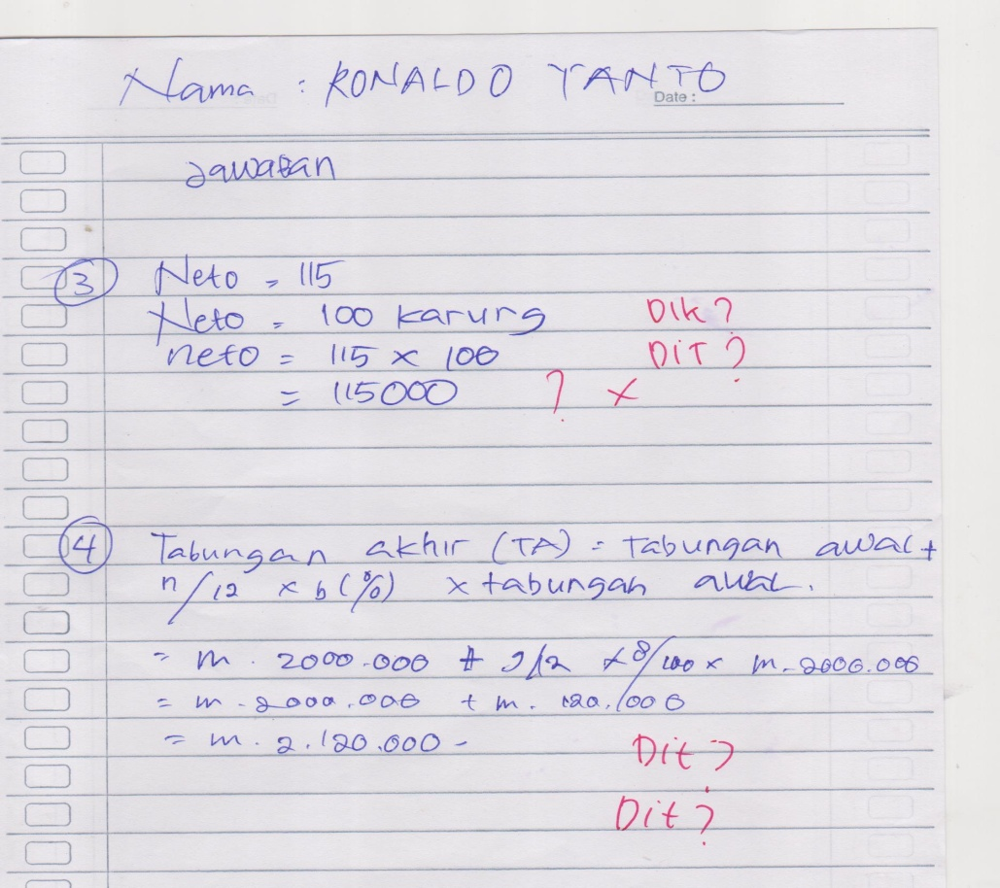 Nama : RONALDO YANTO
Date :
Jawaban
3 Neto = 115
Neto = 100 karung Dik?
neto = 115 x 100 DiT?
= 115000 ? x
4 Tabungan akhir (TA) = Tabungan awal +
n/12 x b (%) x tabungan awal.
= m. 2000.000 + 9/12 x 8/100 x m. 2000.000
= m. 2000.000 + m. 120.1000
= m. 2.120.000 -
Dit?
Dit?